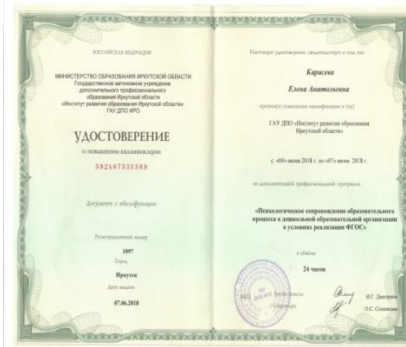 РОССИЙСКАЯ ФЕДЕРАЦИЯ
МИНИСТЕРСТВО ОБРАЗОВАНИЯ ИРКУТСКОЙ ОБЛАСТИ
Государственное автономное учреждение
дополнительного профессионального
образования Иркутской области
«Институт развития образования Иркутской области»
ГАУ ДПО ИРО
УДОСТОВЕРЕНИЕ
О ПОВЫШЕНИИ КВАЛИФИКАЦИИ
Документ о квалификации
Регистрационный номер
1097
Город
Иркутск
Дата выдачи
07.06.2018
Настоящее удостоверение свидетельствует о том, что
Карасева
Елена Анатольевна
прошел(а) повышение квалификации в (на)
ГАУ ДПО «Институт развития образования
Иркутской области»
с «04» июня 2018 г. по «07» июня 2018 г.
по дополнительной профессиональной программе
«Психологическое сопровождение образовательного
процесса в дошкольной образовательной организации
в условиях реализации ФГОС»
в объёме
24 часов
М.П.
Руководитель
И.Г. Дмитриев
Секретарь